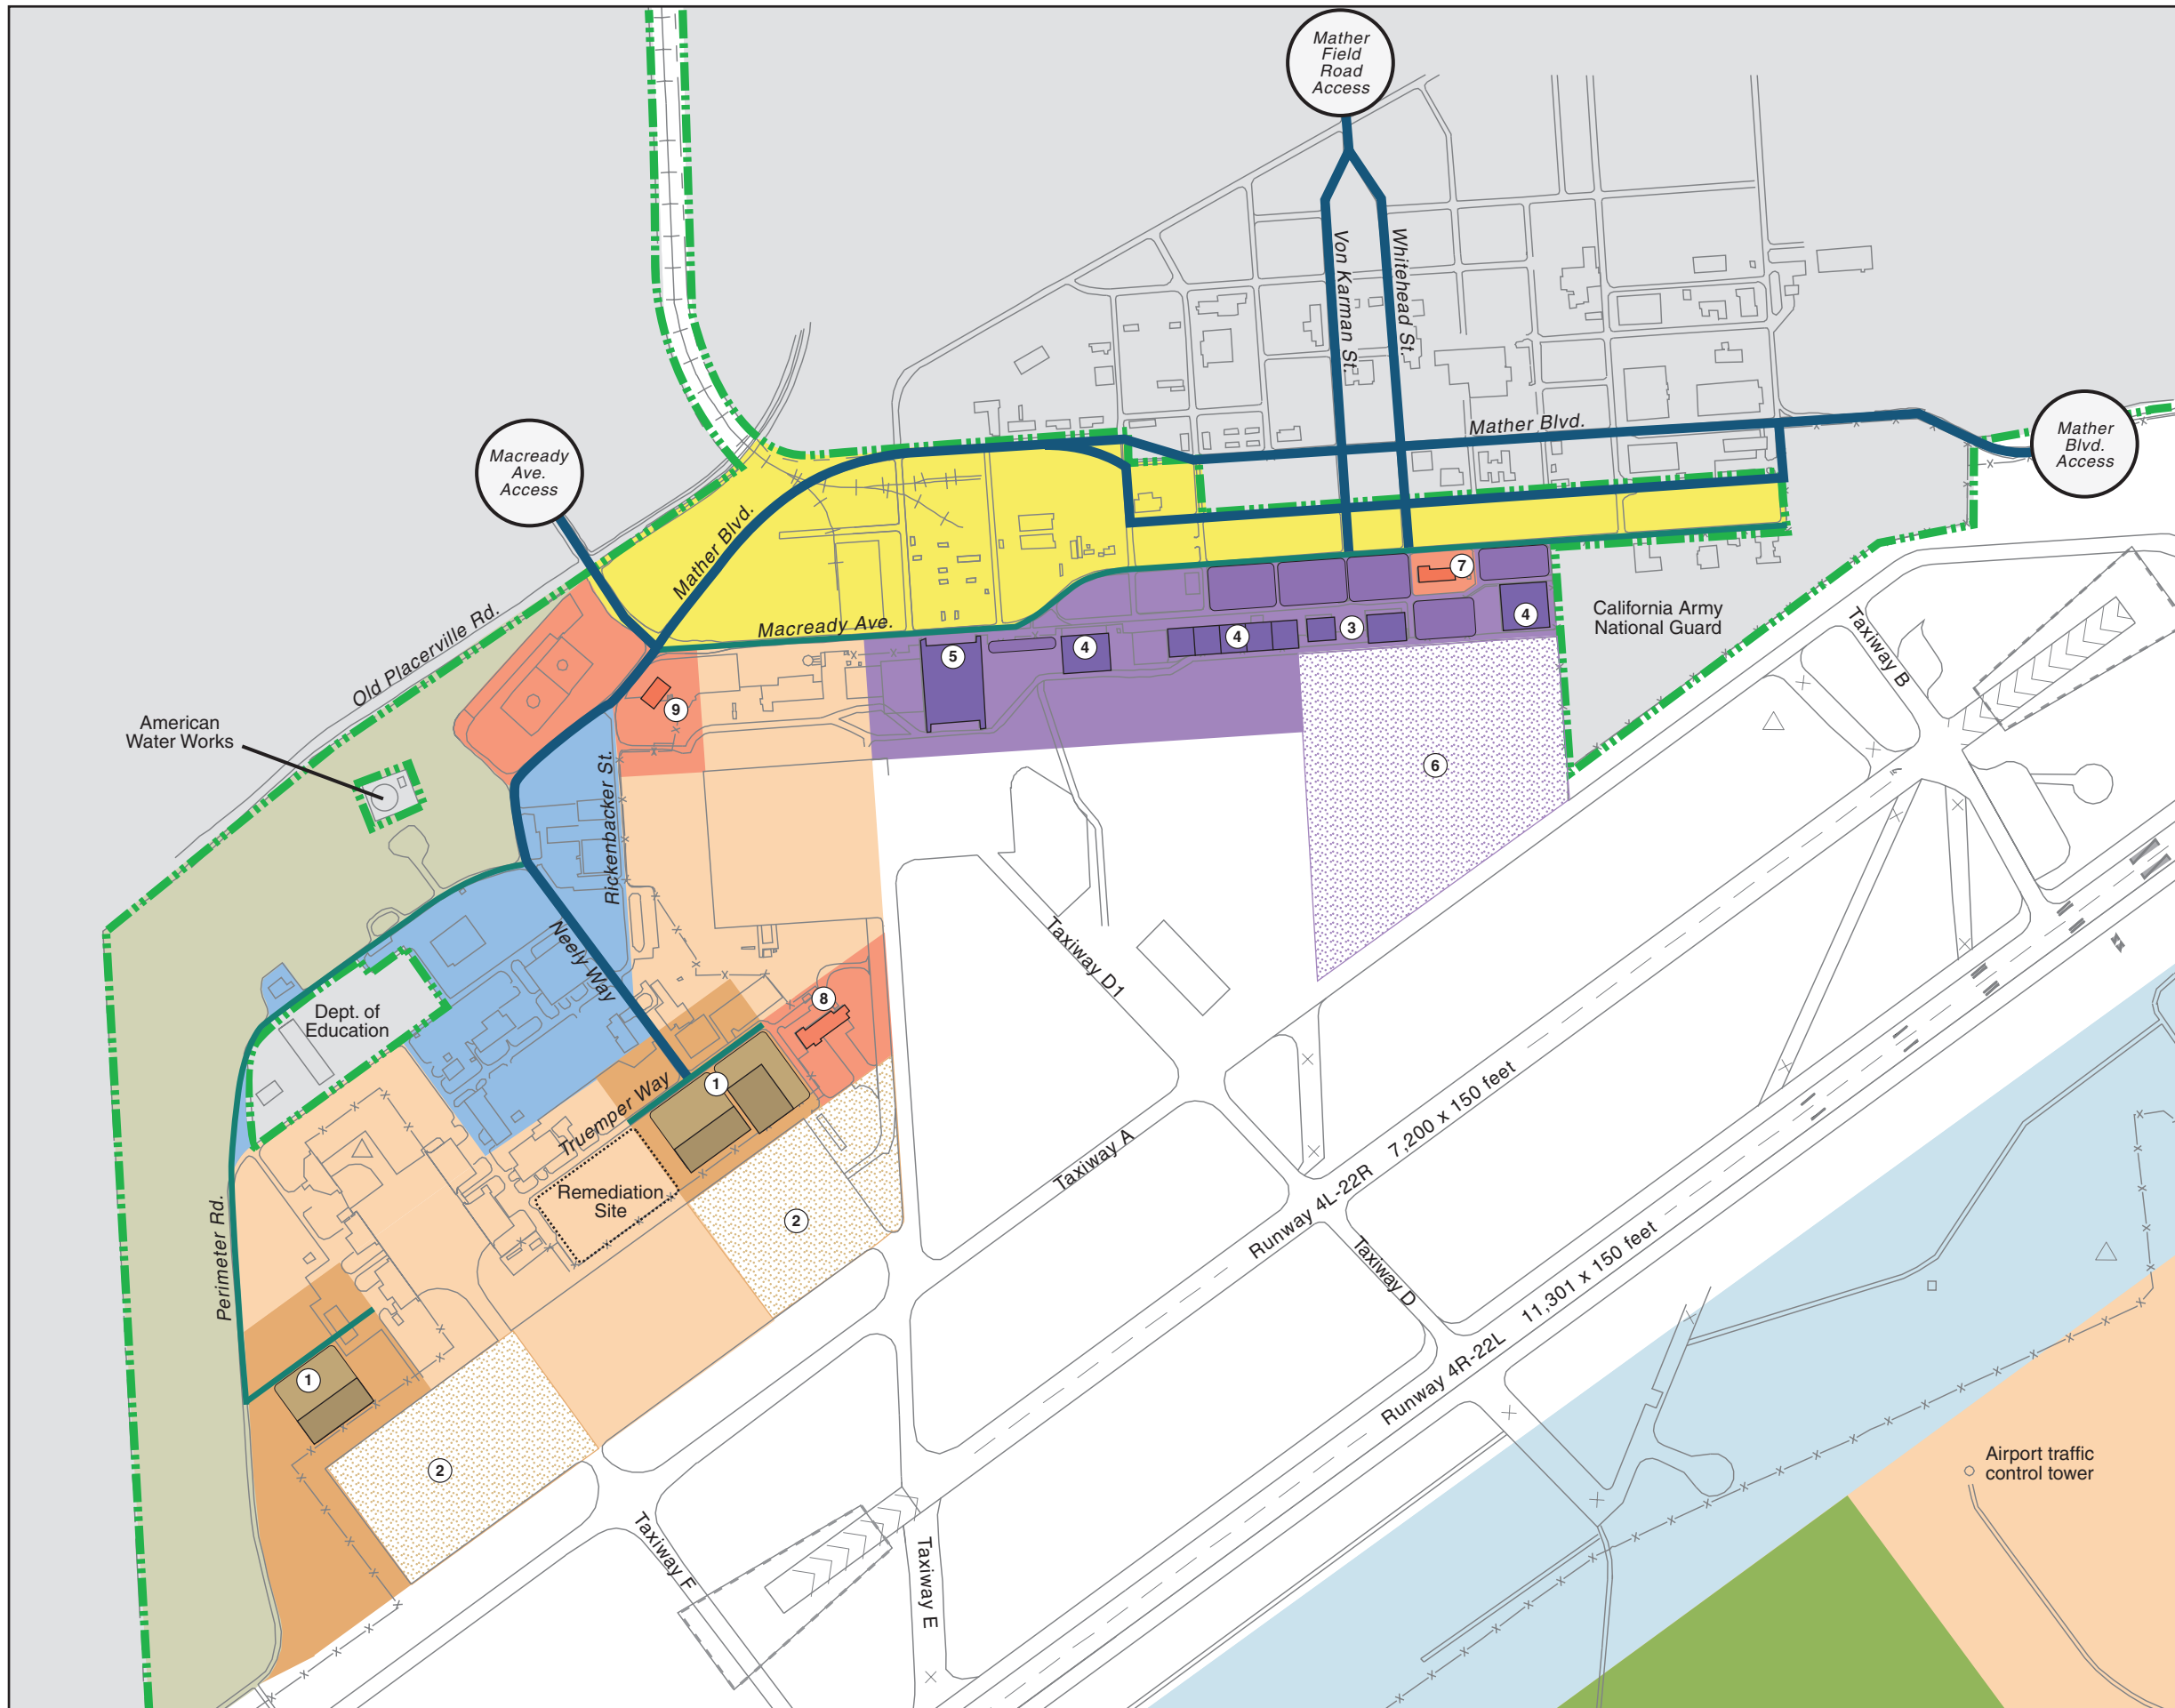 Mather
Field
Road
Access
Von Karman St.
Whitehead St.
Mather Blvd.
Mather
Blvd.
Access
Macready
Ave.
Access
Mather Blvd.
7
4
California Army
National Guard
Taxiway B
Macready Ave.
3
4
4
5
Old Placerville Rd.
American
Water Works
9
6
Rickenbacker St.
Neely Way
Taxiway D1
8
Dept. of
Education
1
Truemper Way
Taxiway A
7,200 x 150 feet
Runway 4L-22R
Remediation
Site
2
Perimeter Rd.
Taxiway D
11,301 x 150 feet
Runway 4R-22L
1
2
Airport traffic
control tower
Taxiway F
Taxiway E